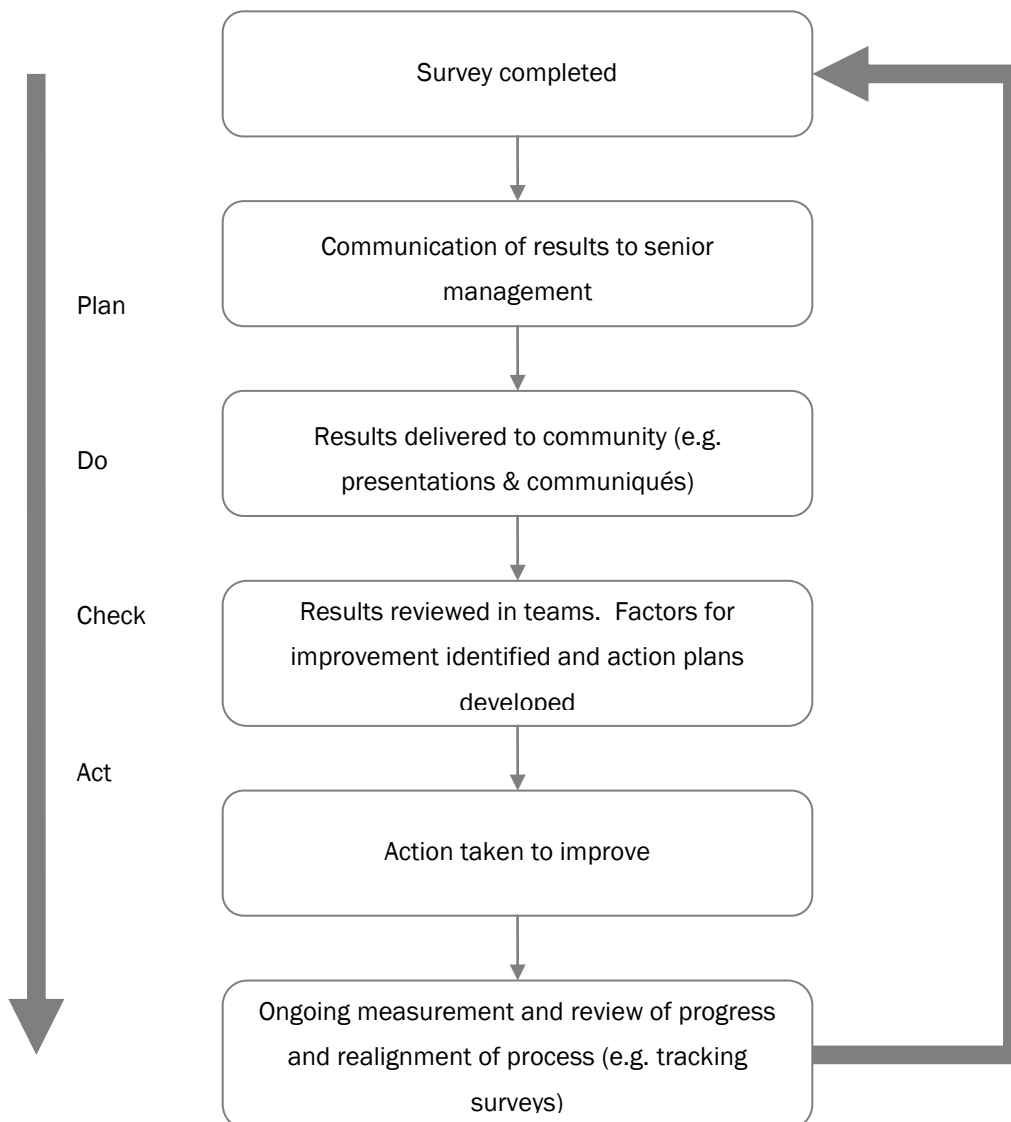 Survey completed
Communication of results to senior
management
Plan
Results delivered to community (e.g.
presentations & communiqués)
Do
Results reviewed in teams.  Factors for
improvement identified and action plans
developed
Check
Act
Action taken to improve
Ongoing measurement and review of progress
and realignment of process (e.g. tracking
surveys)